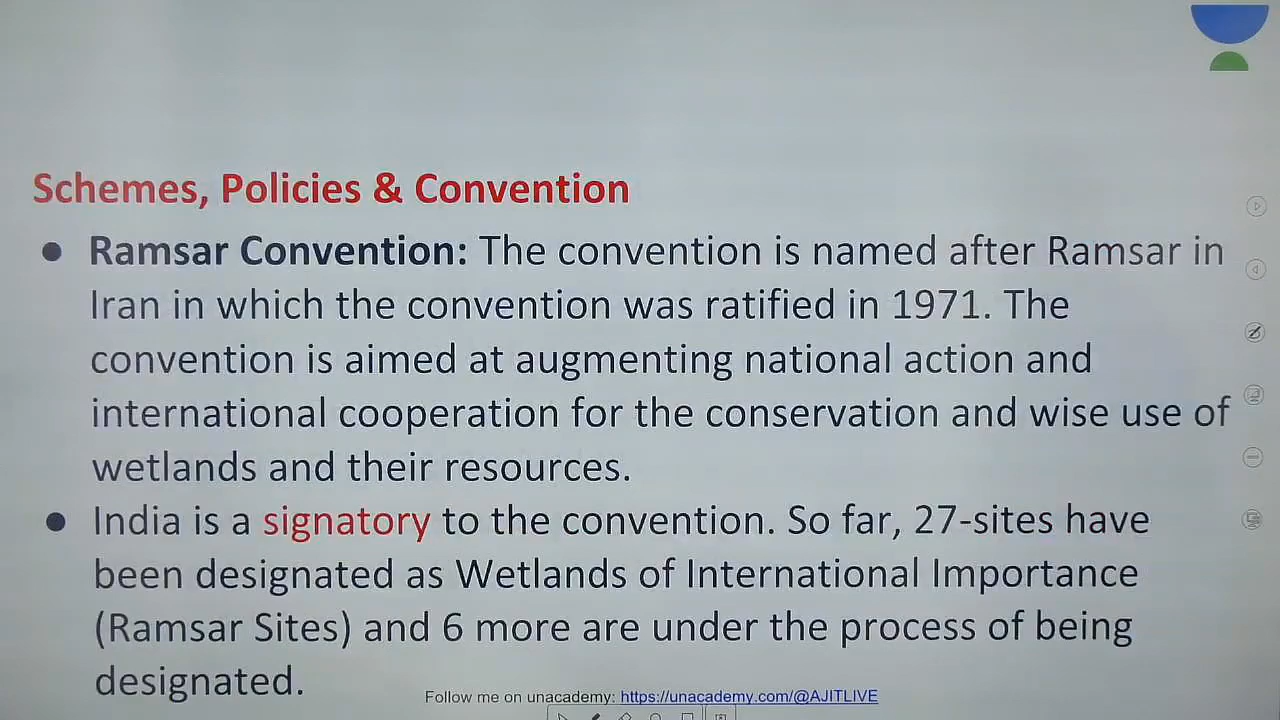 Schemes, Policies & Convention
● Ramsar Convention: The convention is named after Ramsar in
Iran in which the convention was ratified in 1971. The
convention is aimed at augmenting national action and
international cooperation for the conservation and wise use of
wetlands and their resources.
● India is a signatory to the convention. So far, 27-sites have
been designated as Wetlands of International Importance
(Ramsar Sites) and 6 more are under the process of being
designated.
Follow me on unacademy: https://unacademy.com/@AJITLIVE